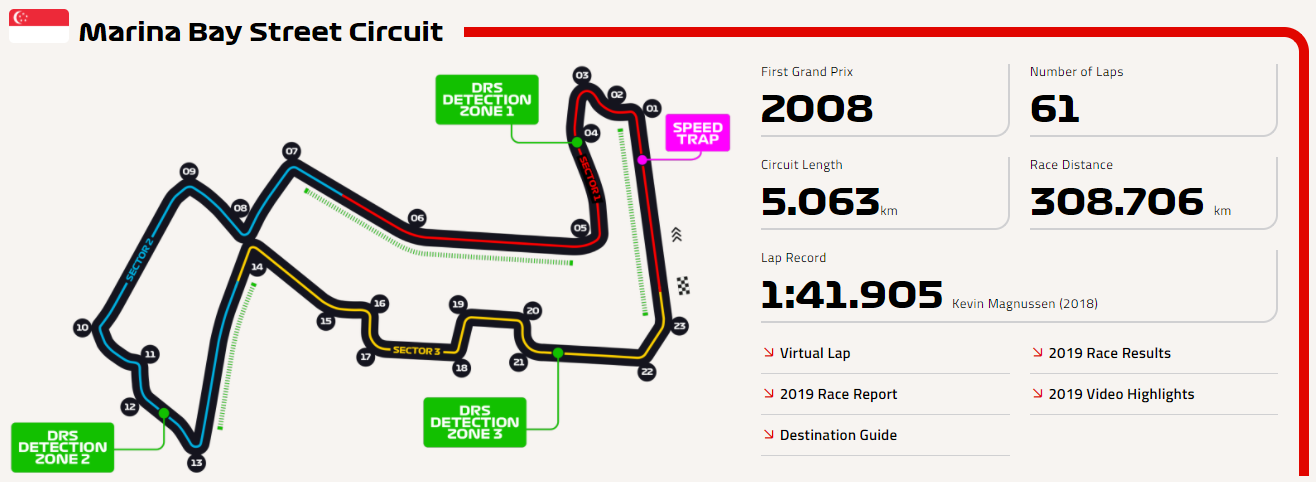 Marina Bay Street Circuit
DRS
DETECTION
ZONE 1
03
02
01
SPEED
TRAP
04
SECTOR 1
07
09
08
06
05
SECTOR 2
14
10
16
15
19
20
23
11
17
SECTOR 3
18
21
22
12
DRS
DETECTION
ZONE 3
DRS
DETECTION
ZONE 2
13
First Grand Prix
2008
Number of Laps
61
Circuit Length
5.063 km
Race Distance
308.706 km
Lap Record
1:41.905 Kevin Magnussen (2018)
Virtual Lap
2019 Race Results
2019 Race Report
2019 Video Highlights
Destination Guide